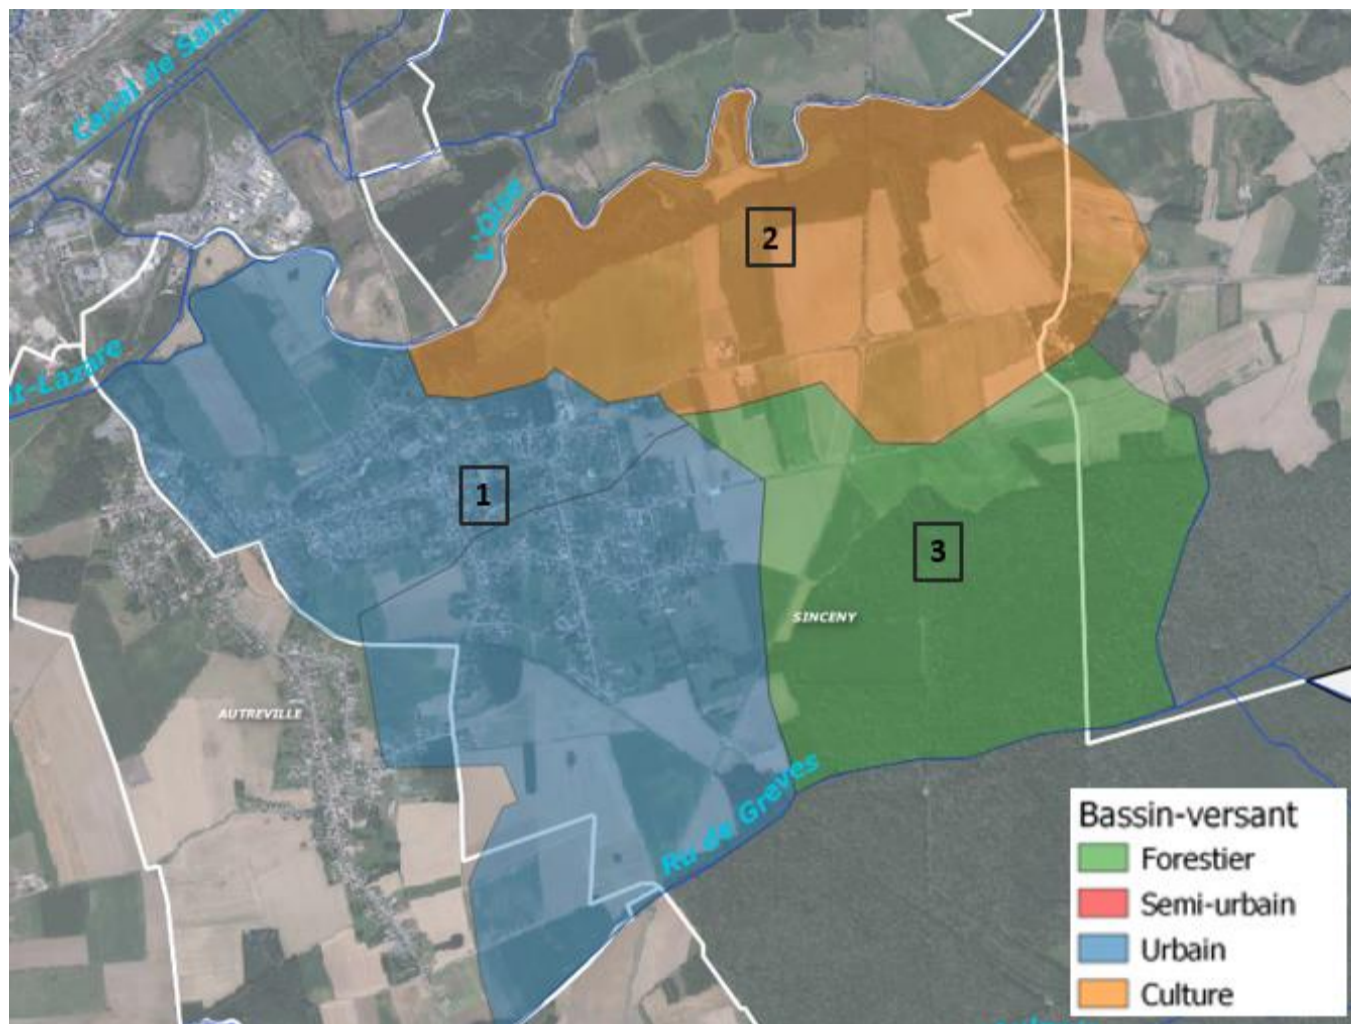 Canal de Sain
L'Oise
2
nt-Lazare
1
3
SINCENY
AUTREVILLE
Ru de Grèves
Bassin-versant
Forestier
Semi-urbain
Urbain
Culture